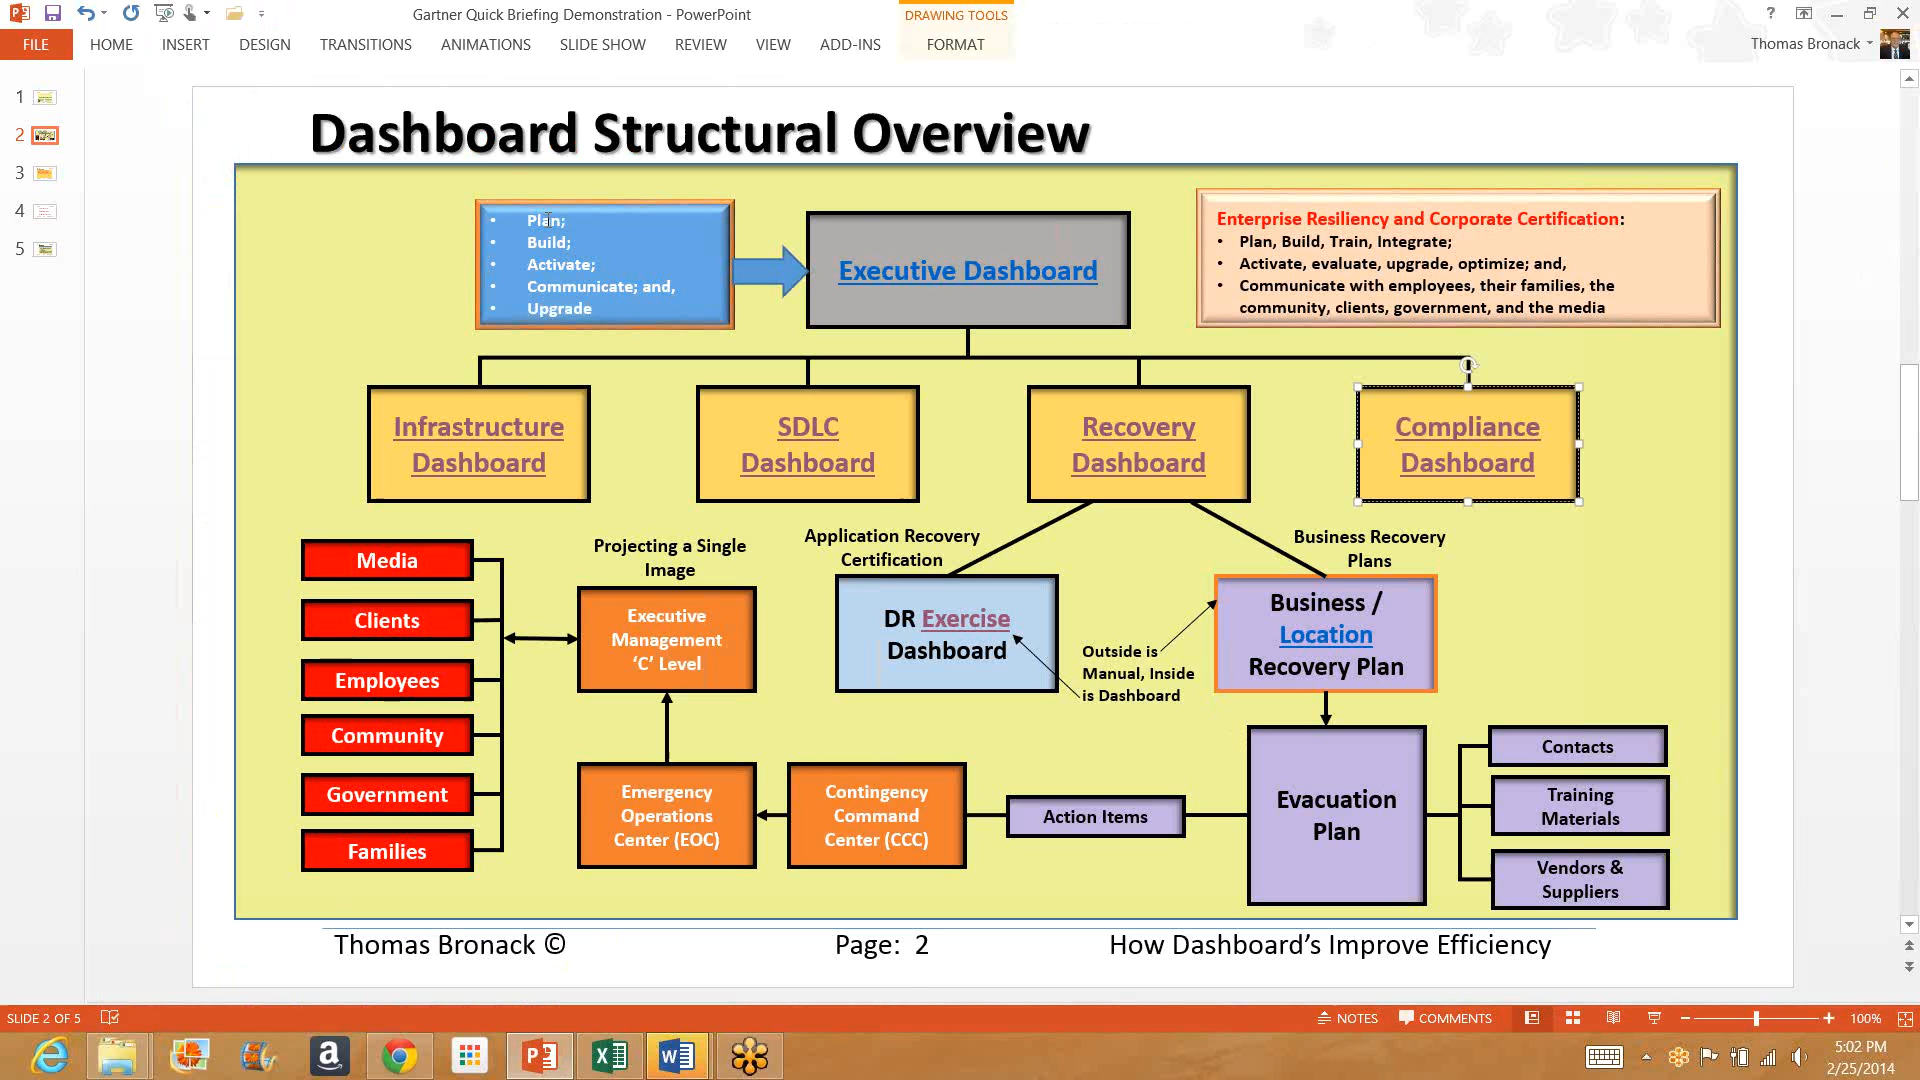 Gartner Quick Briefing Demonstration - PowerPoint
DRAWING TOOLS
?
FILE
HOME
INSERT
DESIGN
TRANSITIONS
ANIMATIONS
SLIDE SHOW
REVIEW
VIEW
ADD-INS
FORMAT
Thomas Bronack
1
2
3
4
5
Dashboard Structural Overview
• Plan;
• Build;
• Activate;
• Communicate; and,
• Upgrade
Executive Dashboard
Enterprise Resiliency and Corporate Certification:
• Plan, Build, Train, Integrate;
• Activate, evaluate, upgrade, optimize; and,
• Communicate with employees, their families, the
community, clients, government, and the media
Infrastructure
Dashboard
SDLC
Dashboard
Recovery
Dashboard
Compliance
Dashboard
Media
Clients
Employees
Community
Government
Families
Projecting a Single
Image
Executive
Management
‘C’ Level
Application Recovery
Certification
DR Exercise
Dashboard
Outside is
Manual, Inside
is Dashboard
Business Recovery
Plans
Business /
Location
Recovery Plan
Emergency
Operations
Center (EOC)
Contingency
Command
Center (CCC)
Action Items
Evacuation
Plan
Contacts
Training
Materials
Vendors &
Suppliers
Thomas Bronack ©
Page: 2
How Dashboard’s Improve Efficiency
SLIDE 2 OF 5
NOTES
COMMENTS
100%
5:02 PM
2/25/2014